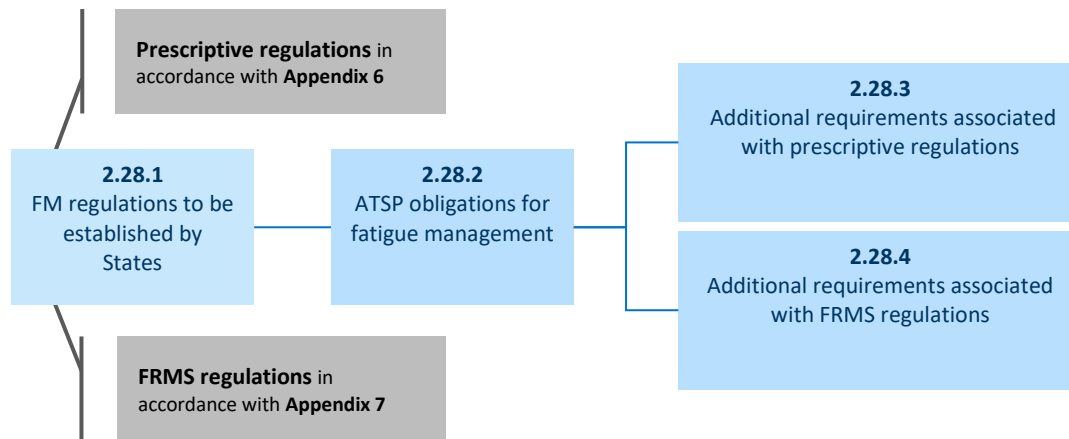 Prescriptive regulations in
accordance with Appendix 6
2.28.1
FM regulations to be
established by
States
2.28.2
ATSP obligations for
fatigue management
2.28.3
Additional requirements associated
with prescriptive regulations
2.28.4
Additional requirements associated
with FRMS regulations
FRMS regulations in
accordance with Appendix 7